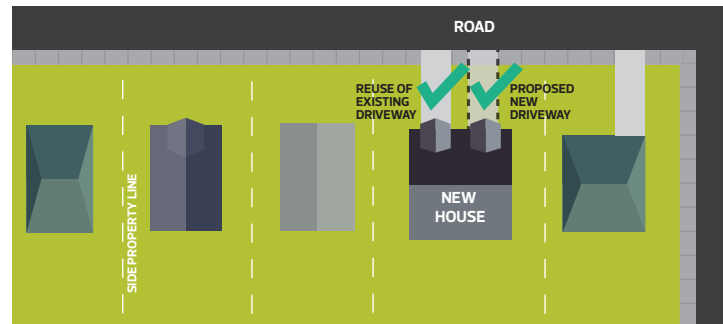 ROAD
REUSE OF
EXISTING
DRIVEWAY
PROPOSED
NEW
DRIVEWAY
SIDE PROPERTY LINE
NEW
HOUSE